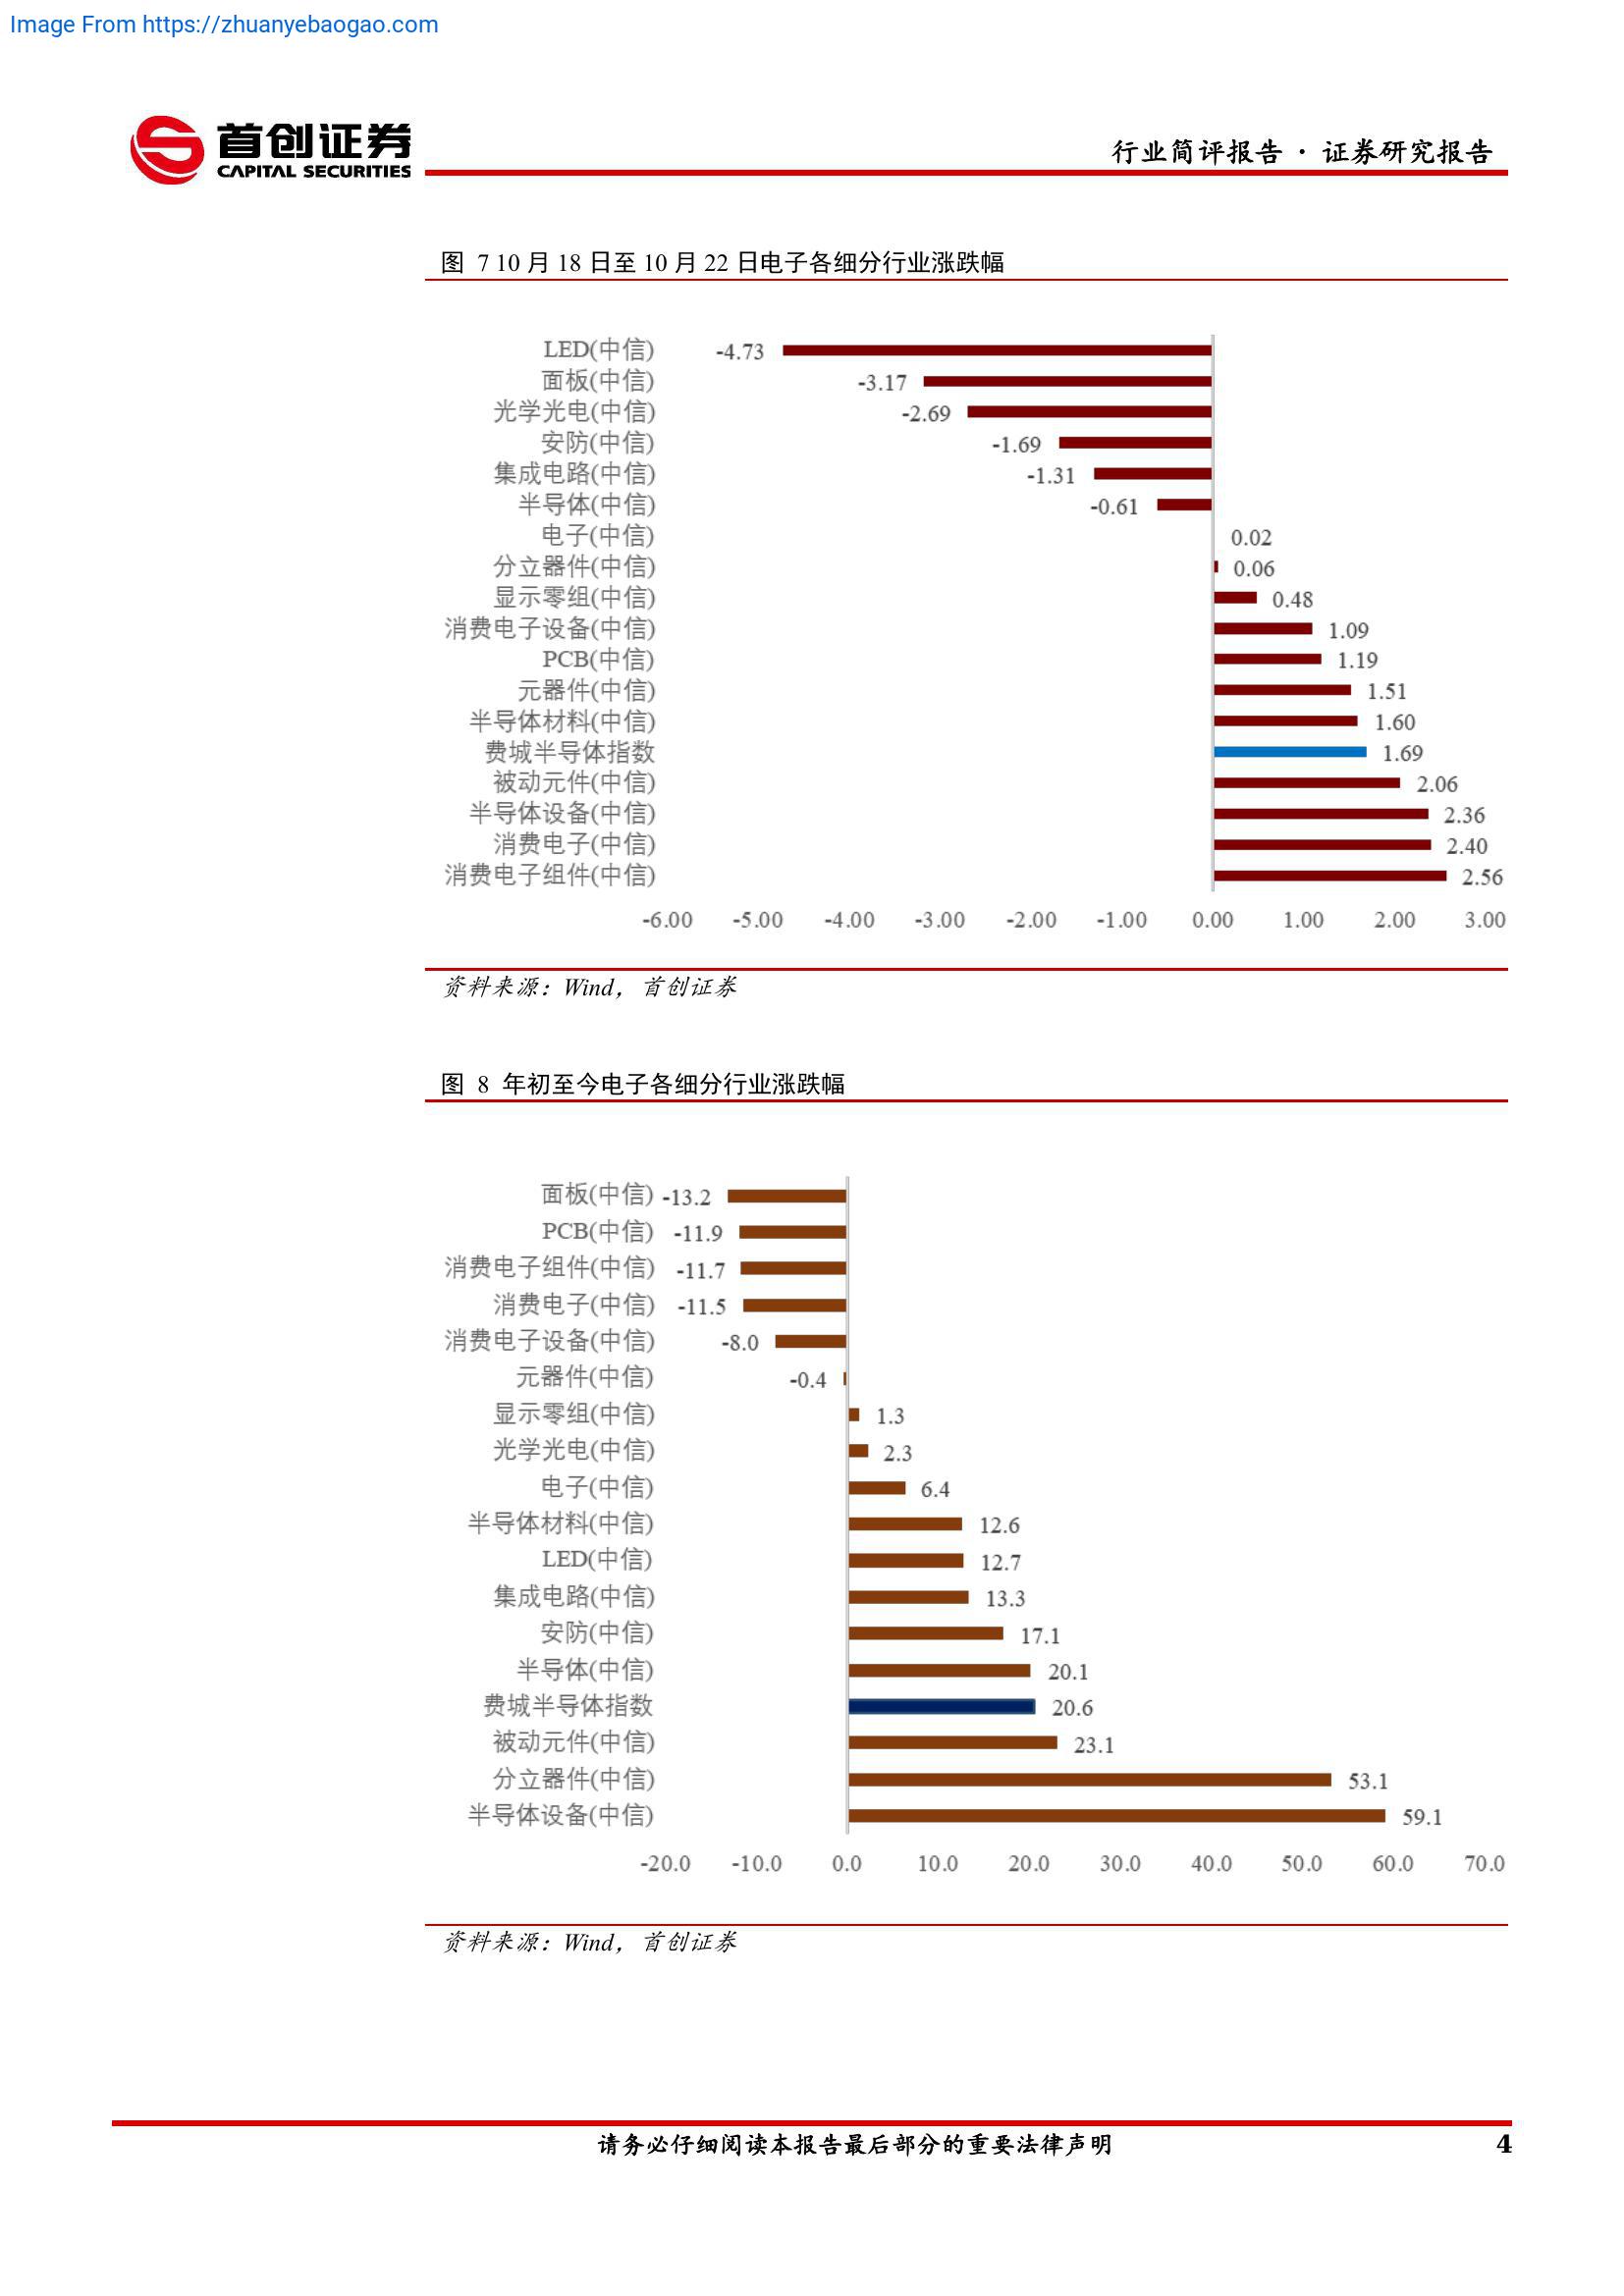 Image From https://zhuanyebaogao.com
首创证券
CAPITAL SECURITIES
行业简评报告 · 证券研究报告
图 7 10 月 18 日至 10 月 22 日电子各细分行业涨跌幅
LED(中信) -4.73
面板(中信) -3.17
光学光电(中信) -2.69
安防(中信) -1.69
集成电路(中信) -1.31
半导体(中信) -0.61
电子(中信) 0.02
分立器件(中信) 0.06
显示零组(中信) 0.48
消费电子设备(中信) 1.09
PCB(中信) 1.19
元器件(中信) 1.51
半导体材料(中信) 1.60
费城半导体指数 1.69
被动元件(中信) 2.06
半导体设备(中信) 2.36
消费电子(中信) 2.40
消费电子组件(中信) 2.56
-6.00 -5.00 -4.00 -3.00 -2.00 -1.00 0.00 1.00 2.00 3.00
资料来源：Wind，首创证券
图 8 年初至今电子各细分行业涨跌幅
面板(中信) -13.2
PCB(中信) -11.9
消费电子组件(中信) -11.7
消费电子(中信) -11.5
消费电子设备(中信) -8.0
元器件(中信) -0.4
显示零组(中信) 1.3
光学光电(中信) 2.3
电子(中信) 6.4
半导体材料(中信) 12.6
LED(中信) 12.7
集成电路(中信) 13.3
安防(中信) 17.1
半导体(中信) 20.1
费城半导体指数 20.6
被动元件(中信) 23.1
分立器件(中信) 53.1
半导体设备(中信) 59.1
-20.0 -10.0 0.0 10.0 20.0 30.0 40.0 50.0 60.0 70.0
资料来源：Wind，首创证券
请务必仔细阅读本报告最后部分的重要法律声明 4